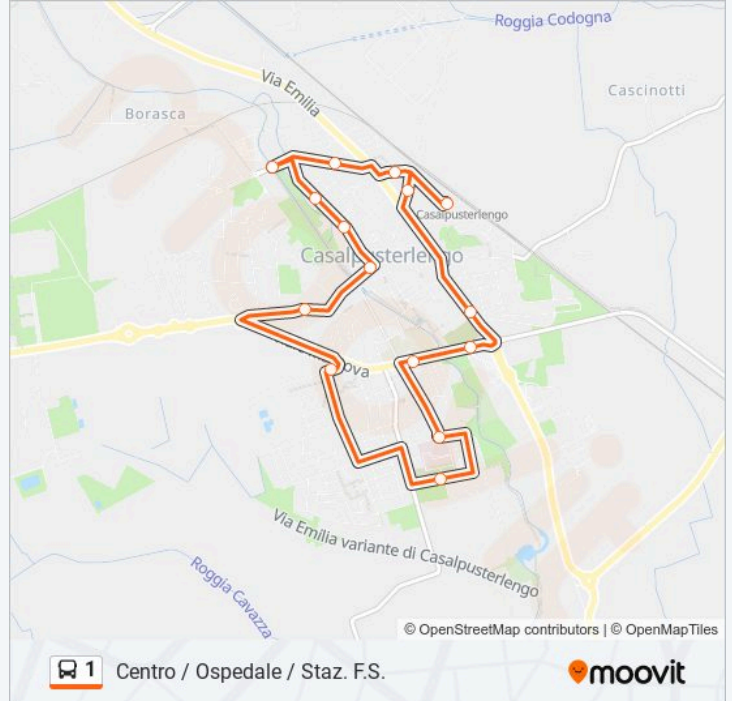 Roggia Codogna
Via Emilia
Cascinotti
Borasca
Casalpusterlengo
Casalpusterlengo
ova
Via Emilia variante di Casalpusterlengo
Roggia Cavazza
© OpenStreetMap contributors | © OpenMapTiles
1 Centro / Ospedale / Staz. F.S.
moovit